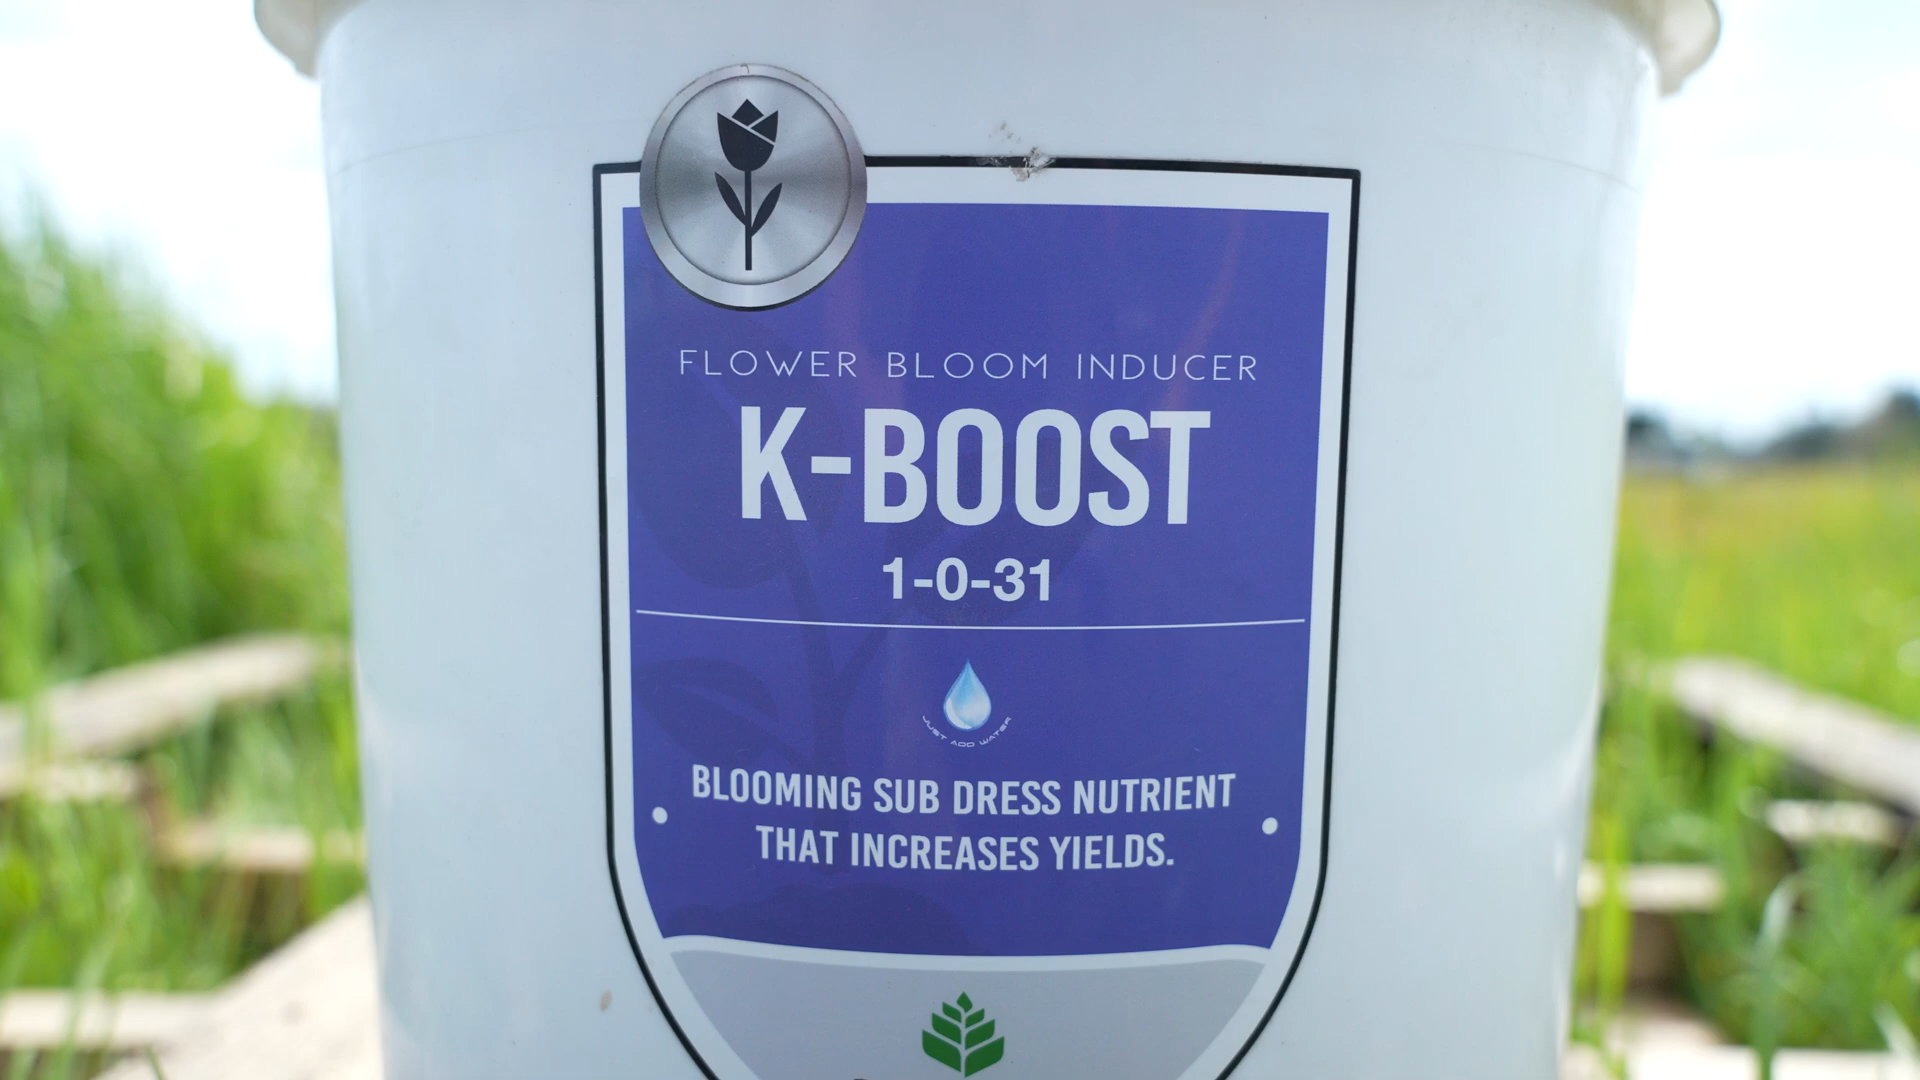 FLOWER BLOOM INDUCER
K-BOOST
1-0-31
JUST ADD WATER
BLOOMING SUB DRESS NUTRIENT
THAT INCREASES YIELDS.